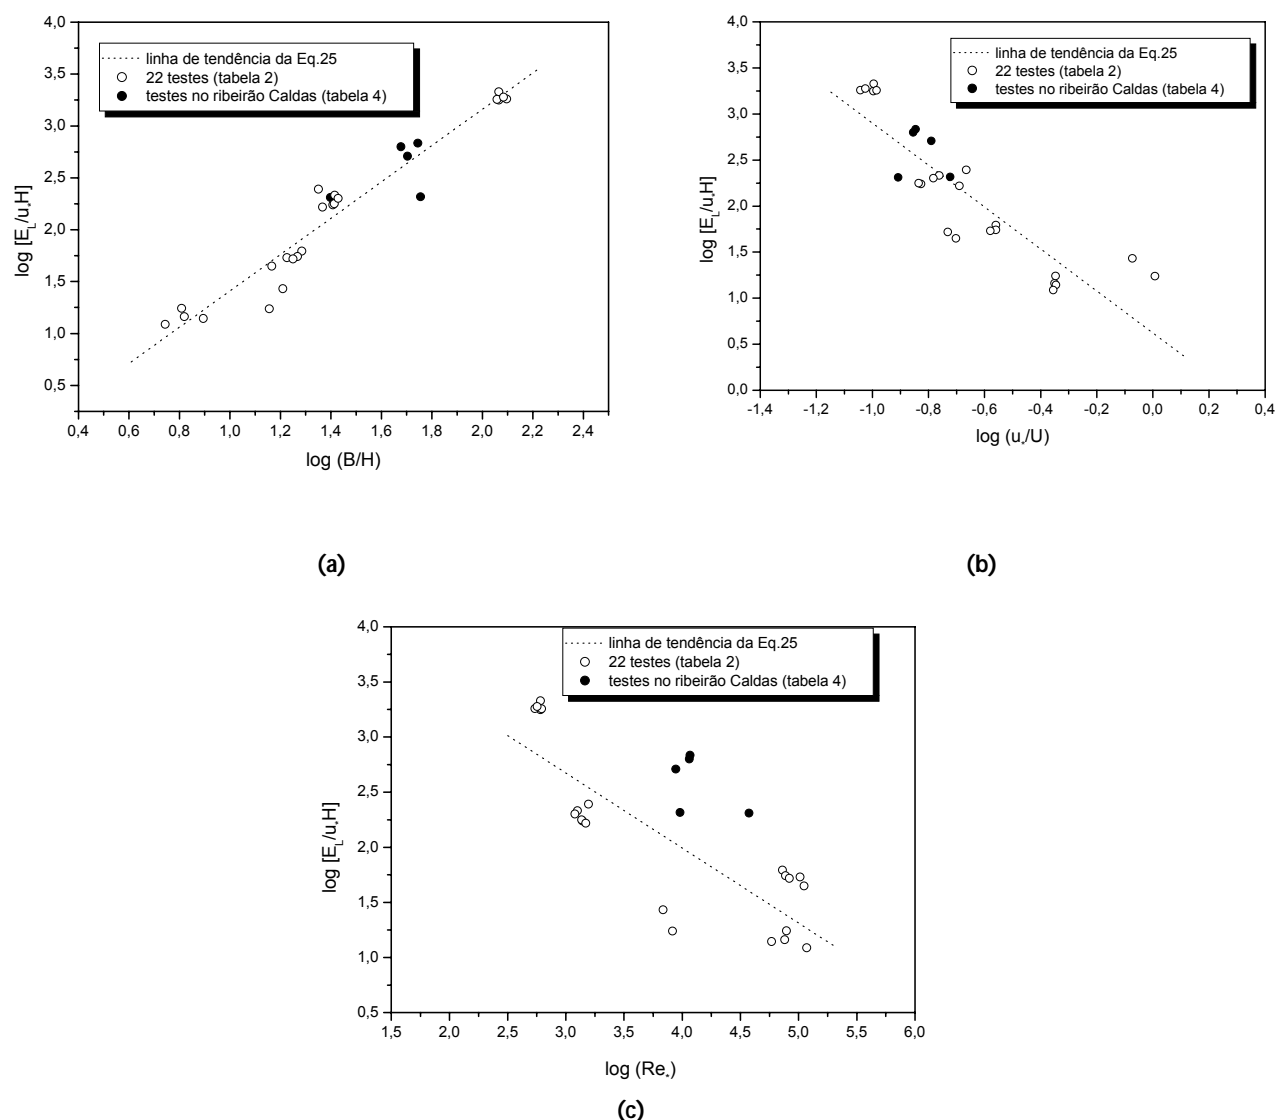 linha de tendência da Eq.25
22 testes (tabela 2)
testes no ribeirão Caldas (tabela 4)
4,0
3,5
3,0
2,5
2,0
1,5
1,0
0,5
log [E_L/u*H]
0,4 0,6 0,8 1,0 1,2 1,4 1,6 1,8 2,0 2,2 2,4
log (B/H)
(a)
linha de tendência da Eq.25
22 testes (tabela 2)
testes no ribeirão Caldas (tabela 4)
4,0
3,5
3,0
2,5
2,0
1,5
1,0
0,5
0,0
log [E_L/u*H]
-1,4 -1,2 -1,0 -0,8 -0,6 -0,4 -0,2 0,0 0,2 0,4
log (u*/U)
(b)
linha de tendência da Eq.25
22 testes (tabela 2)
testes no ribeirão Caldas (tabela 4)
4,0
3,5
3,0
2,5
2,0
1,5
1,0
0,5
log [E_L/u*H]
1,5 2,0 2,5 3,0 3,5 4,0 4,5 5,0 5,5 6,0
log (Re*)
(c)